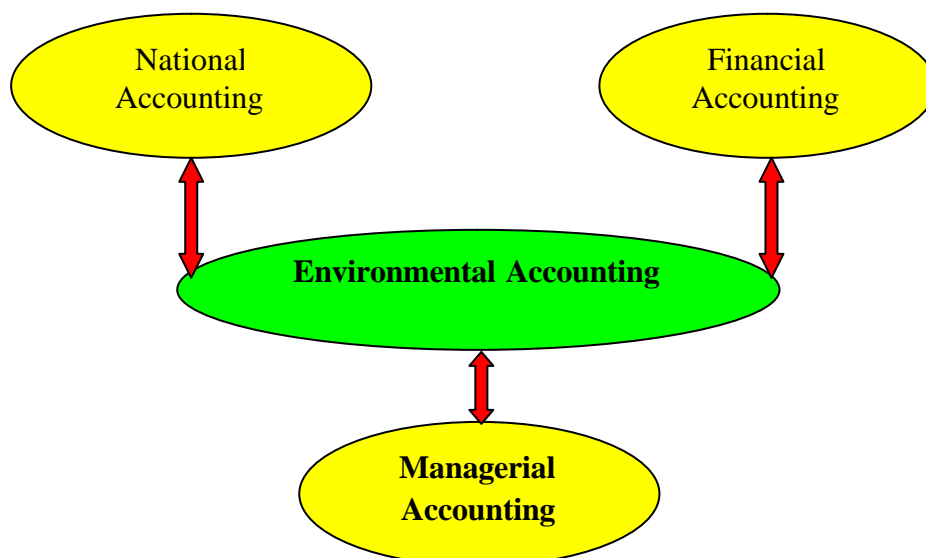 National
Accounting
Financial
Accounting
Environmental Accounting
Managerial
Accounting